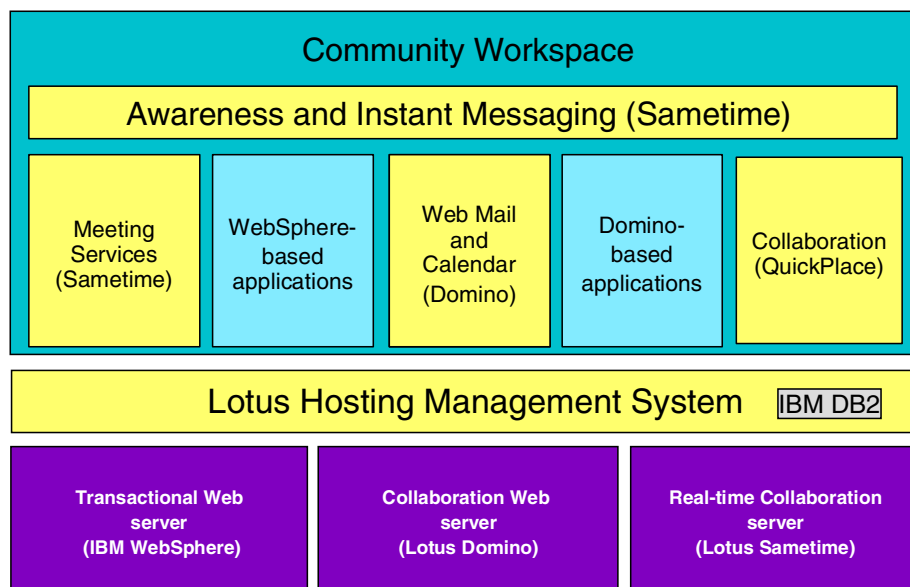 Community Workspace
Awareness and Instant Messaging (Sametime)
Meeting
Services
(Sametime)
WebSphere-
based
applications
Web Mail
and
Calendar
(Domino)
Domino-
based
applications
Collaboration
(QuickPlace)
Lotus Hosting Management System
IBM DB2
Transactional Web
server
(IBM WebSphere)
Collaboration Web
server
(Lotus Domino)
Real-time Collaboration
server
(Lotus Sametime)